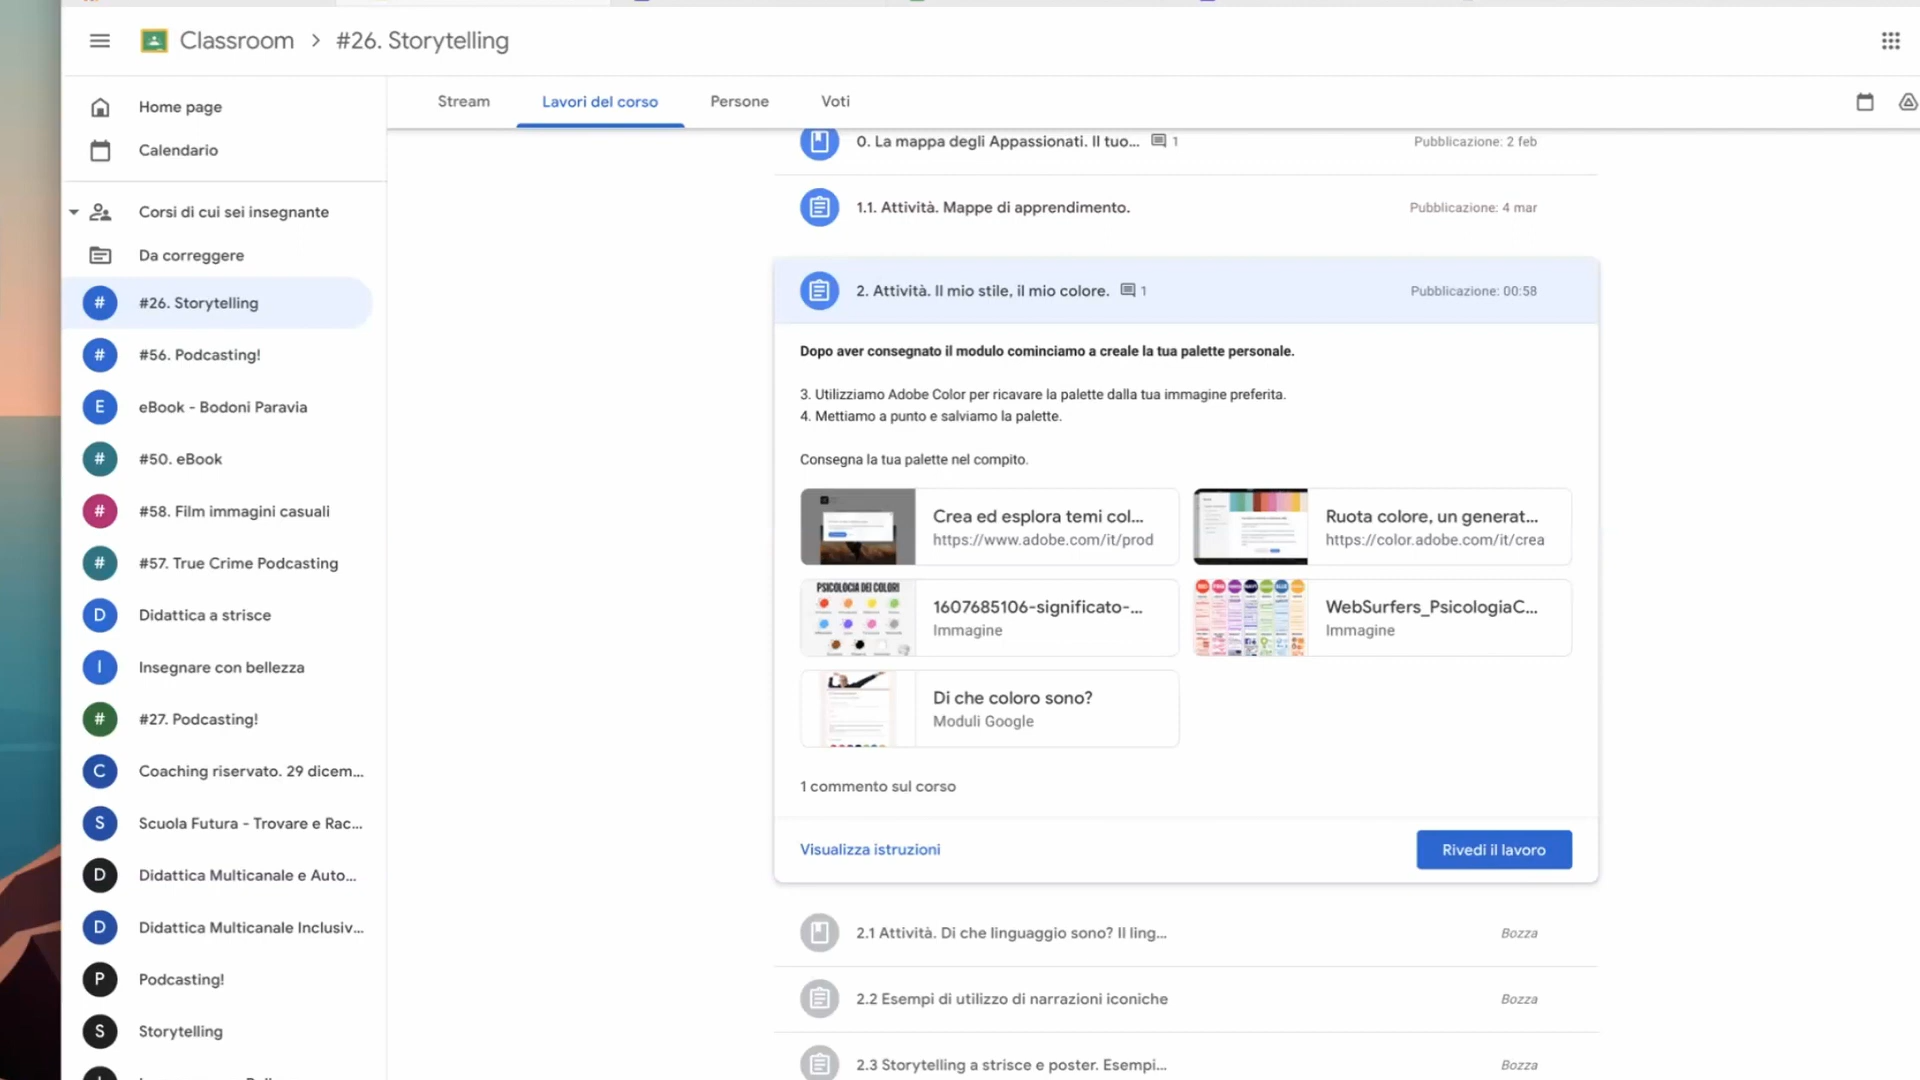 Classroom > #26. Storytelling
Home page
Calendario
Corsi di cui sei insegnante
Da correggere
# #26. Storytelling
# #56. Podcasting!
E eBook - Bodoni Paravia
# #50. eBook
# #58. Film immagini casuali
# #57. True Crime Podcasting
D Didattica a strisce
I Insegnare con bellezza
# #27. Podcasting!
C Coaching riservato. 29 dicem...
S Scuola Futura - Trovare e Rac...
D Didattica Multicanale e Auto...
D Didattica Multicanale Inclusiv...
P Podcasting!
S Storytelling
Stream Lavori del corso Persone Voti
0. La mappa degli Appassionati. Il tuo... 1 Pubblicazione: 2 feb
1.1. Attività. Mappe di apprendimento. Pubblicazione: 4 mar
2. Attività. Il mio stile, il mio colore. 1 Pubblicazione: 00:58
Dopo aver consegnato il modulo cominciamo a creale la tua palette personale.
3. Utilizziamo Adobe Color per ricavare la palette dalla tua immagine preferita.
4. Mettiamo a punto e salviamo la palette.
Consegna la tua palette nel compito.
Crea ed esplora temi col...
https://www.adobe.com/it/prod
Ruota colore, un generat...
https://color.adobe.com/it/crea
PSICOLOGIA DEI COLORI
1607685106-significato-...
Immagine
WebSurfers_PsicologiaC...
Immagine
Di che coloro sono?
Moduli Google
1 commento sul corso
Visualizza istruzioni
Rivedi il lavoro
2.1 Attività. Di che linguaggio sono? Il ling... Bozza
2.2 Esempi di utilizzo di narrazioni iconiche Bozza
2.3 Storytelling a strisce e poster. Esempi... Bozza